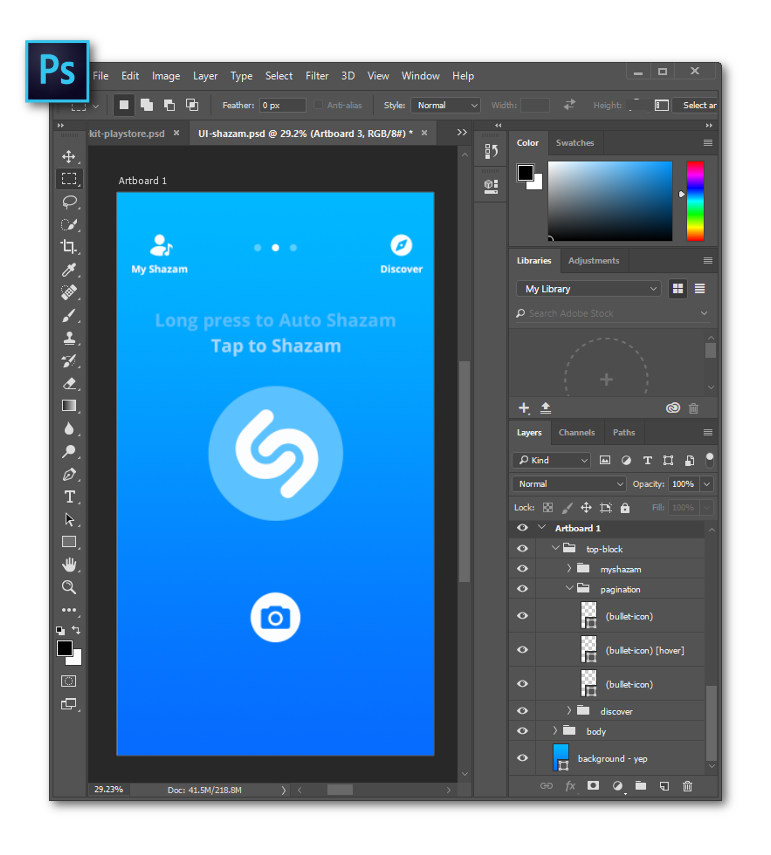 Ps
File Edit Image Layer Type Select Filter 3D View Window Help
Feather: 0 px Anti-alias Style: Normal Width: Height: Select an
kit-playstore.psd × UI-shazam.psd @ 29.2% (Artboard 3, RGB/8#) * ×
Artboard 1
My Shazam
Discover
Long press to Auto Shazam
Tap to Shazam
29.23% Doc: 41.5M/218.8M
Color Swatches
Libraries Adjustments
My Library
Search Adobe Stock
Layers Channels Paths
Kind
Normal Opacity: 100%
Lock: Fill: 100%
Artboard 1
top-block
myshazam
pagination
(bullet-icon)
(bullet-icon) [hover]
(bullet-icon)
discover
body
background - yep
fx